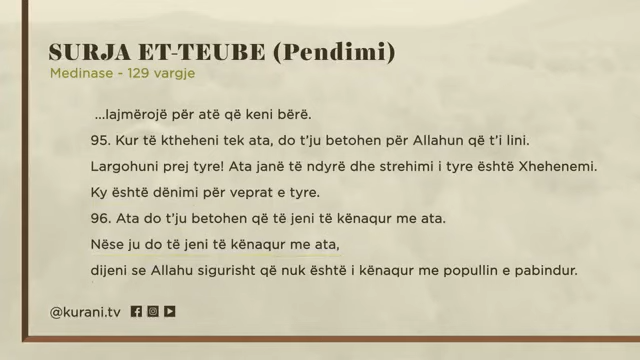 SURJA ET-TEUBE (Pendimi)
Medinase - 129 vargje
...lajmërojë për atë që keni bërë.
95. Kur të ktheheni tek ata, do t’ju betohen për Allahun që t’i lini.
Largohuni prej tyre! Ata janë të ndyrë dhe strehimi i tyre është Xhehenemi.
Ky është dënimi për veprat e tyre.
96. Ata do t’ju betohen që të jeni të kënaqur me ata.
Nëse ju do të jeni të kënaqur me ata,
dijeni se Allahu sigurisht që nuk është i kënaqur me popullin e pabindur.
@kurani.tv